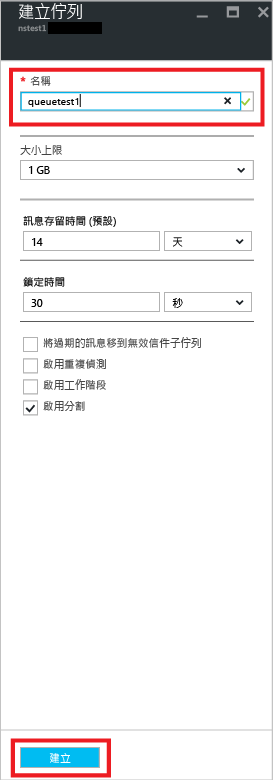 建立佇列
nstest1
* 名稱
queuetest1
大小上限
1 GB
訊息存留時間 (預設)
14 天
鎖定時間
30 秒
將過期的訊息移到無效信件子佇列
啟用重複偵測
啟用工作階段
啟用分割
建立